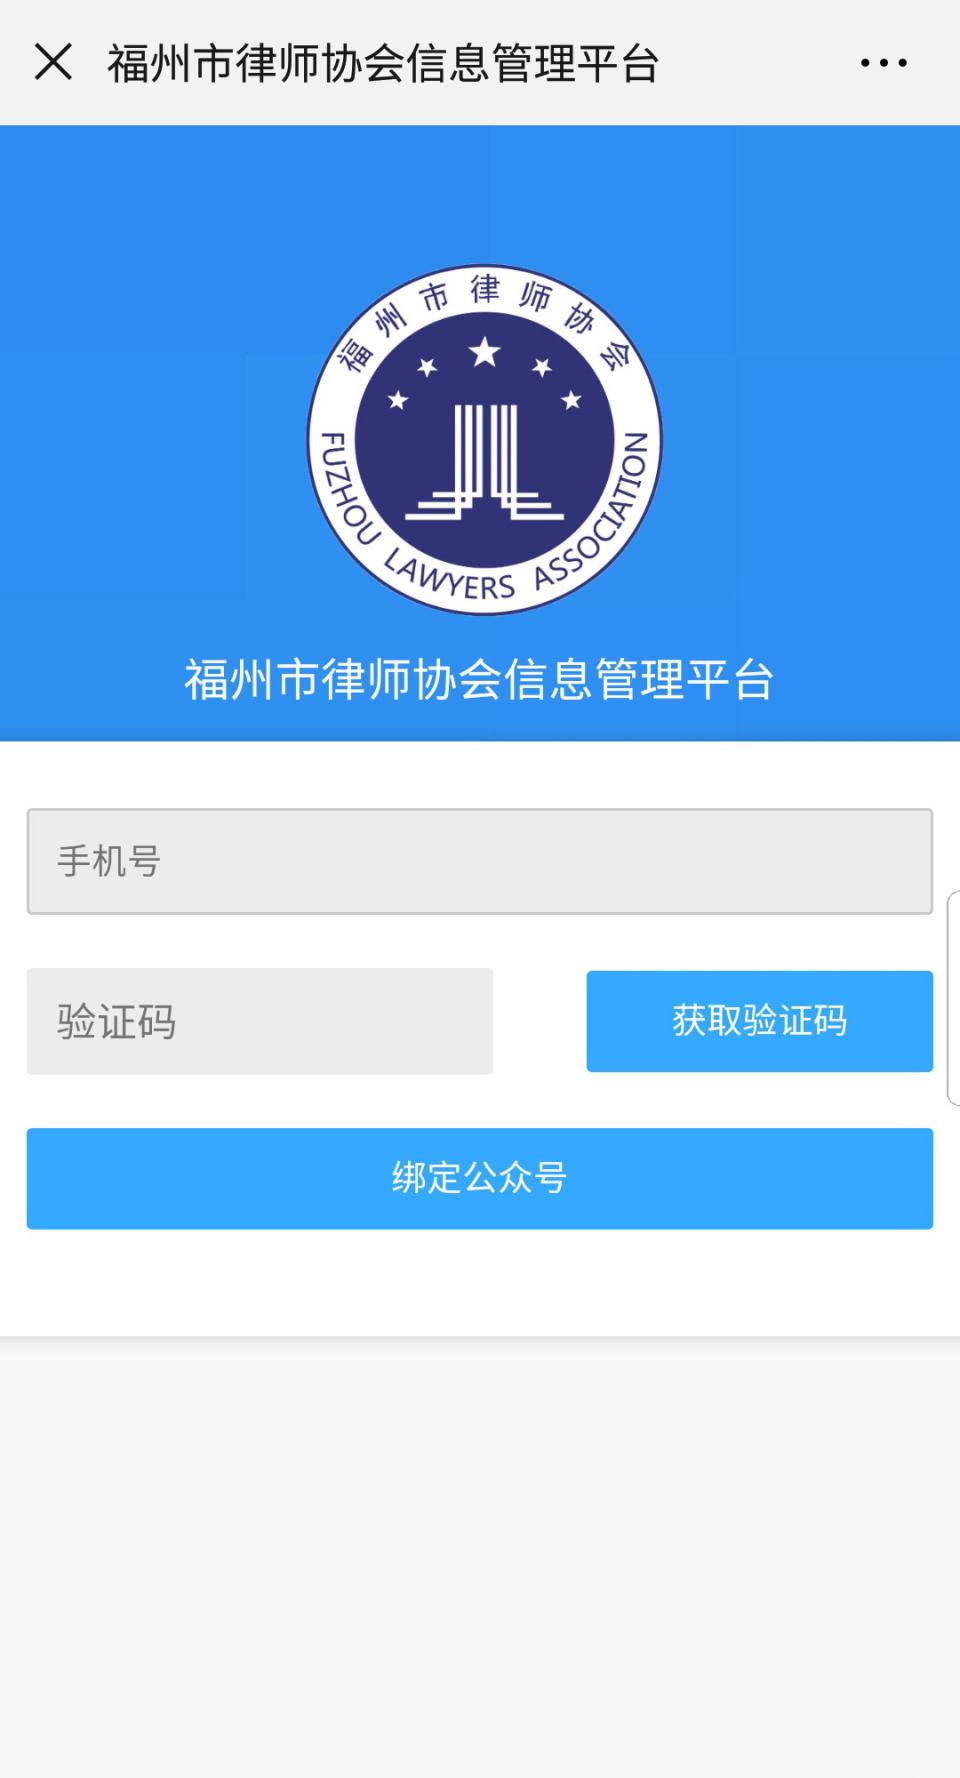 福州市律师协会信息管理平台
福州市律师协会
FUZHOU LAWYERS ASSOCIATION
福州市律师协会信息管理平台
手机号
验证码
获取验证码
绑定公众号